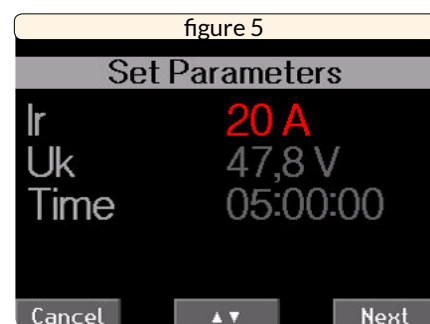 figure 5
Set Parameters
Ir 20 A
Uk 47,8 V
Time 05:00:00
Cancel ▲▼ Next